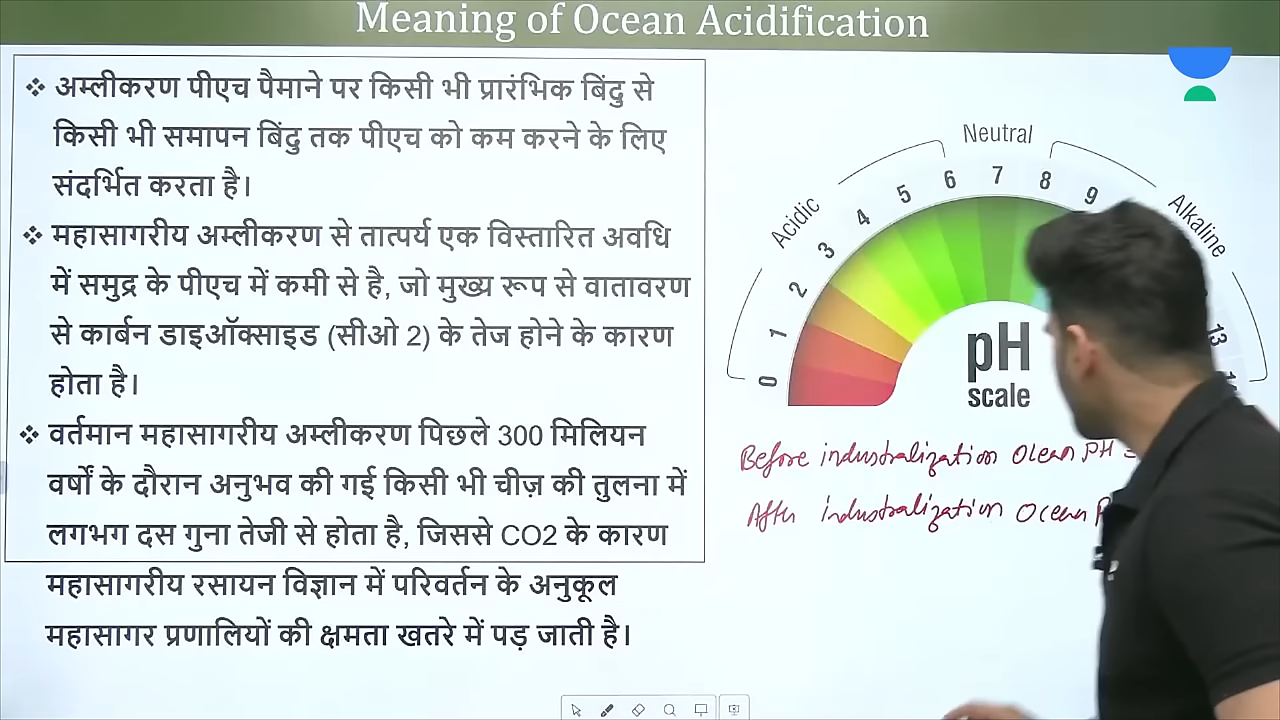 Meaning of Ocean Acidification
❖ अम्लीकरण पीएच पैमाने पर किसी भी प्रारंभिक बिंदु से
किसी भी समापन बिंदु तक पीएच को कम करने के लिए
संदर्भित करता है।
❖ महासागरीय अम्लीकरण से तात्पर्य एक विस्तारित अवधि
में समुद्र के पीएच में कमी से है, जो मुख्य रूप से वातावरण
से कार्बन डाइऑक्साइड (सीओ 2) के तेज होने के कारण
होता है।
❖ वर्तमान महासागरीय अम्लीकरण पिछले 300 मिलियन
वर्षों के दौरान अनुभव की गई किसी भी चीज़ की तुलना में
लगभग दस गुना तेजी से होता है, जिससे CO2 के कारण
महासागरीय रसायन विज्ञान में परिवर्तन के अनुकूल
महासागर प्रणालियों की क्षमता खतरे में पड़ जाती है।
Neutral
Acidic
Alkaline
0 1 2 3 4 5 6 7 8 9 13
pH
scale
Before industralization Ocean PH =
After industralization Ocean P